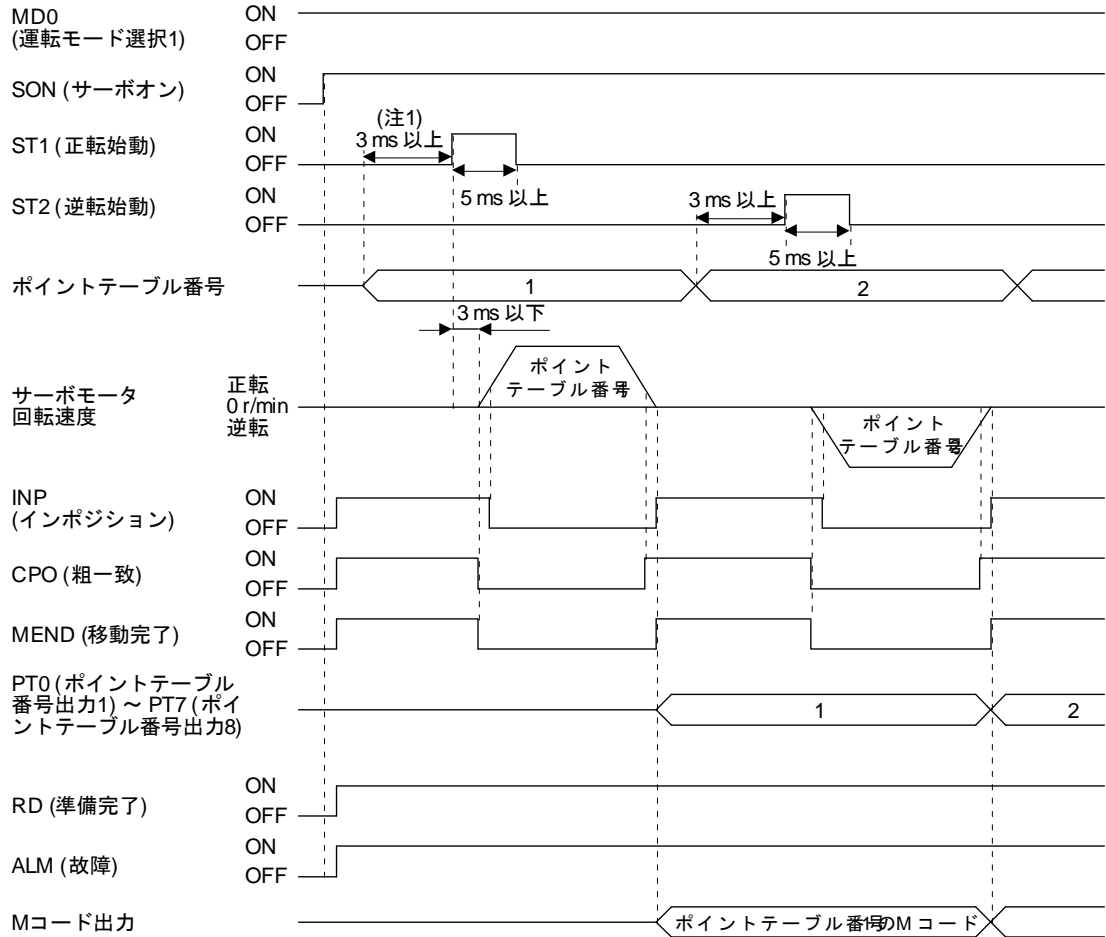 MD0
(運転モード選択1)
ON
OFF
SON (サーボオン)
ON
OFF
ST1 (正転始動)
ON
OFF
(注1)
3 ms 以上
5 ms 以上
ST2 (逆転始動)
ON
OFF
3 ms 以上
5 ms 以上
ポイントテーブル番号
1
2
3 ms 以下
サーボモータ
回転速度
正転
0 r/min
逆転
ポイント
テーブル番号
ポイント
テーブル番号
INP
(インポジション)
ON
OFF
CPO (粗一致)
ON
OFF
MEND (移動完了)
ON
OFF
PT0 (ポイントテーブル
番号出力1) ～ PT7 (ポイ
ントテーブル番号出力8)
1
2
RD (準備完了)
ON
OFF
ALM (故障)
ON
OFF
Mコード出力
ポイントテーブル番号1のMコード